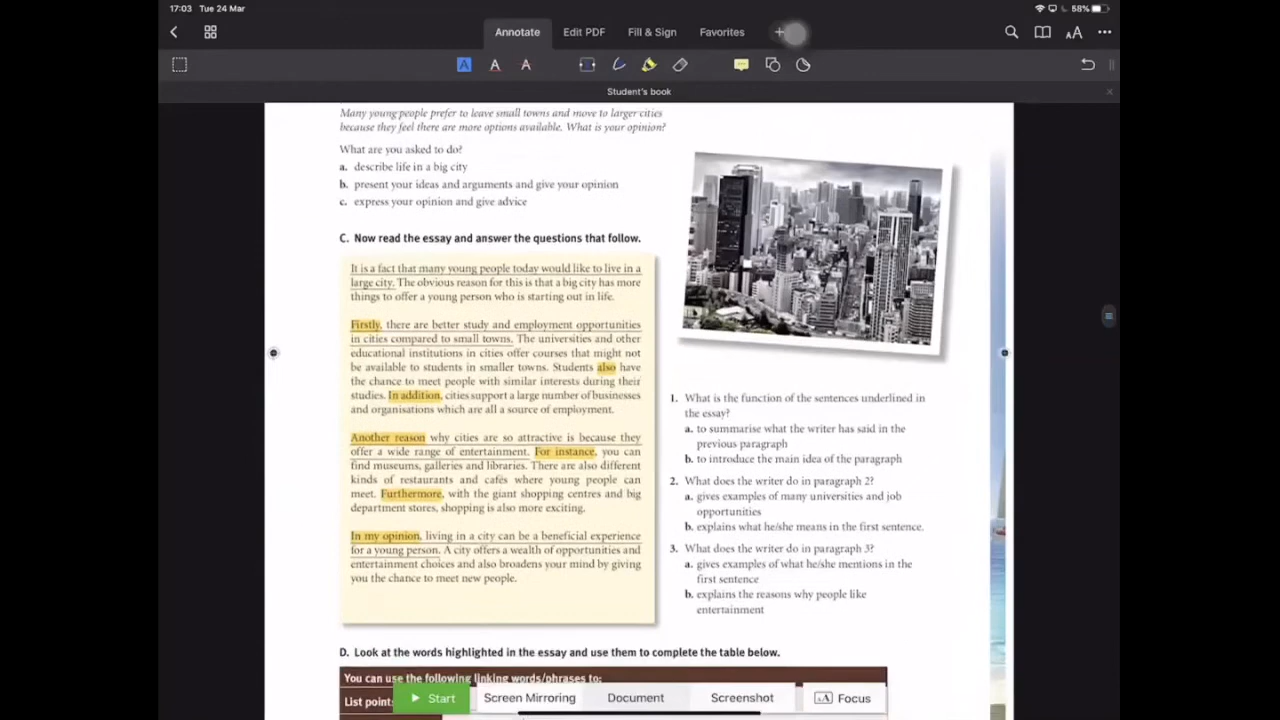 17:03 Tue 24 Mar
58%
Annotate
Edit PDF
Fill & Sign
Favorites
Student's book
Many young people prefer to leave small towns and move to larger cities
because they feel there are more options available. What is your opinion?
What are you asked to do?
a. describe life in a big city
b. present your ideas and arguments and give your opinion
c. express your opinion and give advice
C. Now read the essay and answer the questions that follow.
It is a fact that many young people today would like to live in a
large city. The obvious reason for this is that a big city has more
things to offer a young person who is starting out in life.
Firstly, there are better study and employment opportunities
in cities compared to small towns. The universities and other
educational institutions in cities offer courses that might not
be available to students in smaller towns. Students also have
the chance to meet people with similar interests during their
studies. In addition, cities support a large number of businesses
and organisations which are all a source of employment.
Another reason why cities are so attractive is because they
offer a wide range of entertainment. For instance, you can
find museums, galleries and libraries. There are also different
kinds of restaurants and cafés where young people can
meet. Furthermore, with the giant shopping centres and big
department stores, shopping is also more exciting.
In my opinion, living in a city can be a beneficial experience
for a young person. A city offers a wealth of opportunities and
entertainment choices and also broadens your mind by giving
you the chance to meet new people.
1. What is the function of the sentences underlined in
the essay?
a. to summarise what the writer has said in the
previous paragraph
b. to introduce the main idea of the paragraph
2. What does the writer do in paragraph 2?
a. gives examples of many universities and job
opportunities
b. explains what he/she means in the first sentence.
3. What does the writer do in paragraph 3?
a. gives examples of what he/she mentions in the
first sentence
b. explains the reasons why people like
entertainment
D. Look at the words highlighted in the essay and use them to complete the table below.
You can use the following linking words/phrases to:
List point
Start
Screen Mirroring
Document
Screenshot
AA Focus